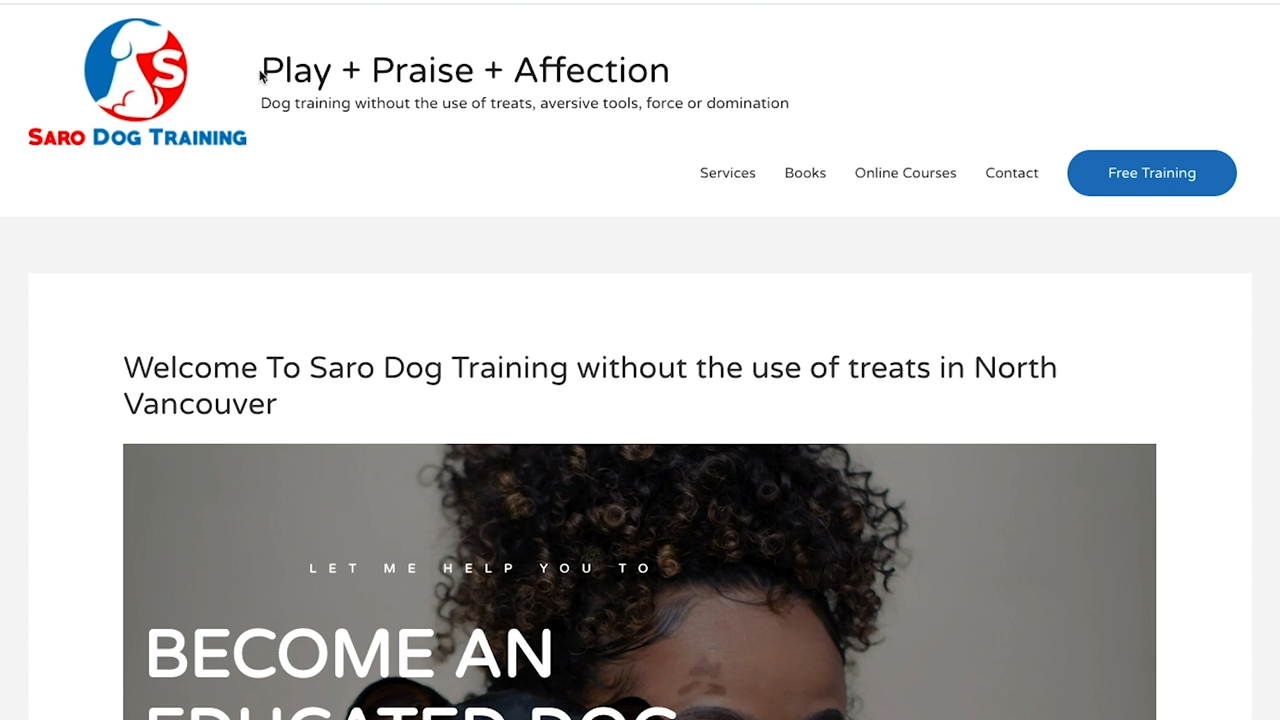 S
SARO DOG TRAINING
Play + Praise + Affection
Dog training without the use of treats, aversive tools, force or domination
Services
Books
Online Courses
Contact
Free Training
Welcome To Saro Dog Training without the use of treats in North
Vancouver
LET ME HELP YOU TO
BECOME AN
EDUCATED DOG